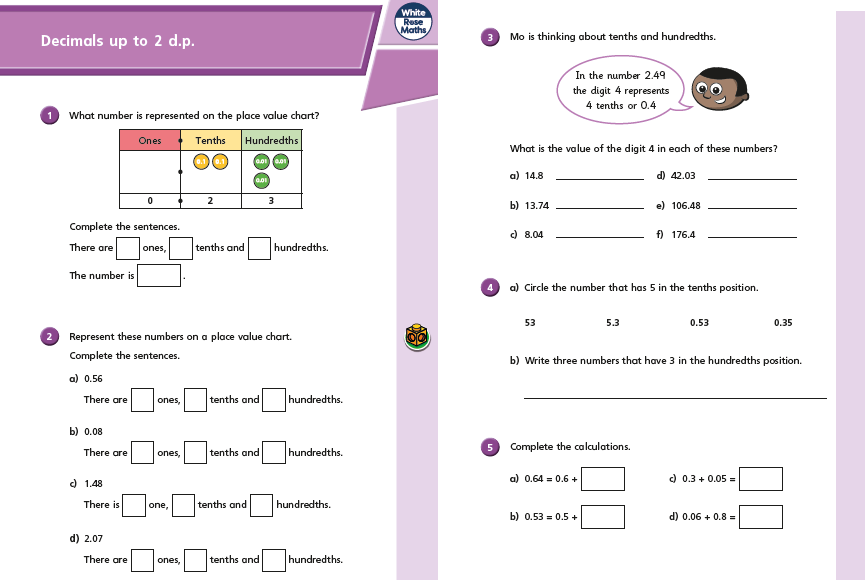 White
Rose
Maths
Decimals up to 2 d.p.
1 What number is represented on the place value chart?
Ones Tenths Hundredths
0.1 0.1 0.01 0.01
0.01
0 2 3
Complete the sentences.
There are ones, tenths and hundredths.
The number is .
2 Represent these numbers on a place value chart.
Complete the sentences.
a) 0.56
There are ones, tenths and hundredths.
b) 0.08
There are ones, tenths and hundredths.
c) 1.48
There is one, tenths and hundredths.
d) 2.07
There are ones, tenths and hundredths.
3 Mo is thinking about tenths and hundredths.
In the number 2.49
the digit 4 represents
4 tenths or 0.4
What is the value of the digit 4 in each of these numbers?
a) 14.8 d) 42.03
b) 13.74 e) 106.48
c) 8.04 f) 176.4
4 a) Circle the number that has 5 in the tenths position.
53 5.3 0.53 0.35
b) Write three numbers that have 3 in the hundredths position.
5 Complete the calculations.
a) 0.64 = 0.6 + c) 0.3 + 0.05 =
b) 0.53 = 0.5 + d) 0.06 + 0.8 =